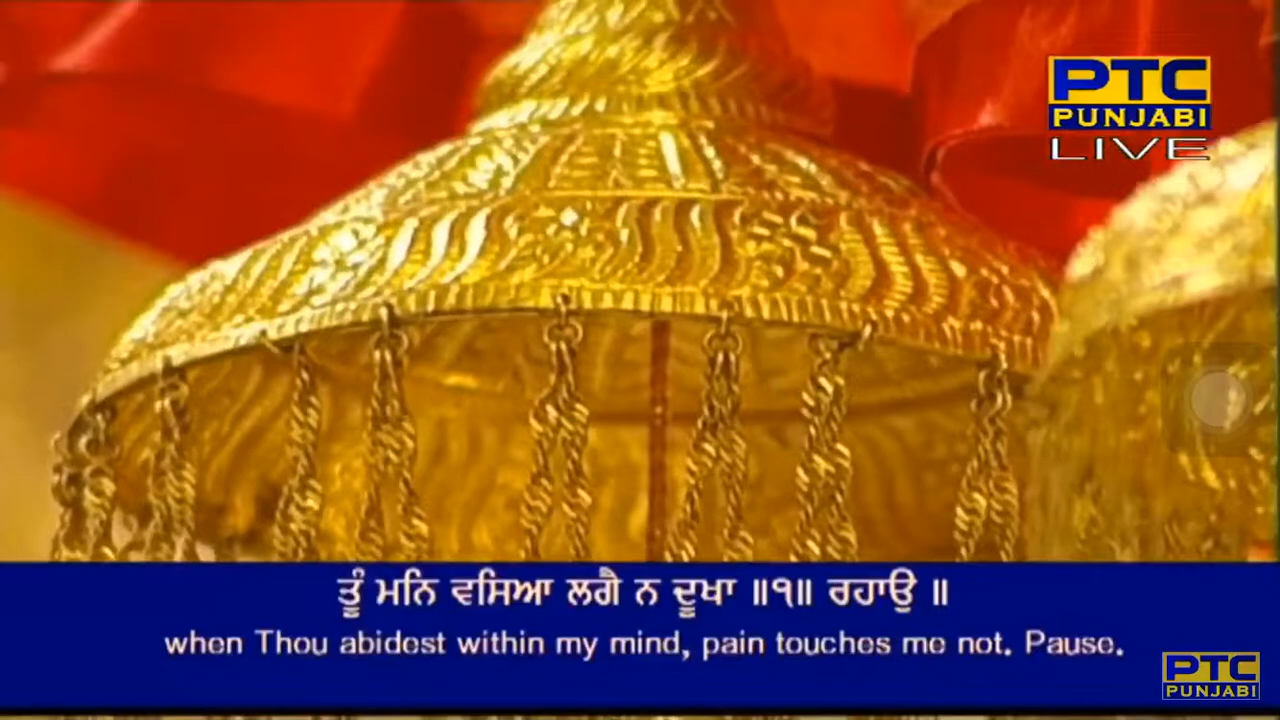 PTC
PUNJABI
LIVE
ਤੂੰ ਮਨਿ ਵਸਿਆ ਲਗੈ ਨ ਦੂਖਾ ॥੧॥ ਰਹਾਉ ॥
when Thou abidest within my mind, pain touches me not. Pause.
PTC
PUNJABI